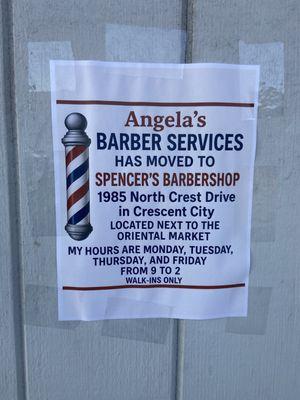 Angela's
BARBER SERVICES
HAS MOVED TO
SPENCER'S BARBERSHOP
1985 North Crest Drive
in Crescent City
LOCATED NEXT TO THE
ORIENTAL MARKET
MY HOURS ARE MONDAY, TUESDAY,
THURSDAY, AND FRIDAY
FROM 9 TO 2
WALK-INS ONLY